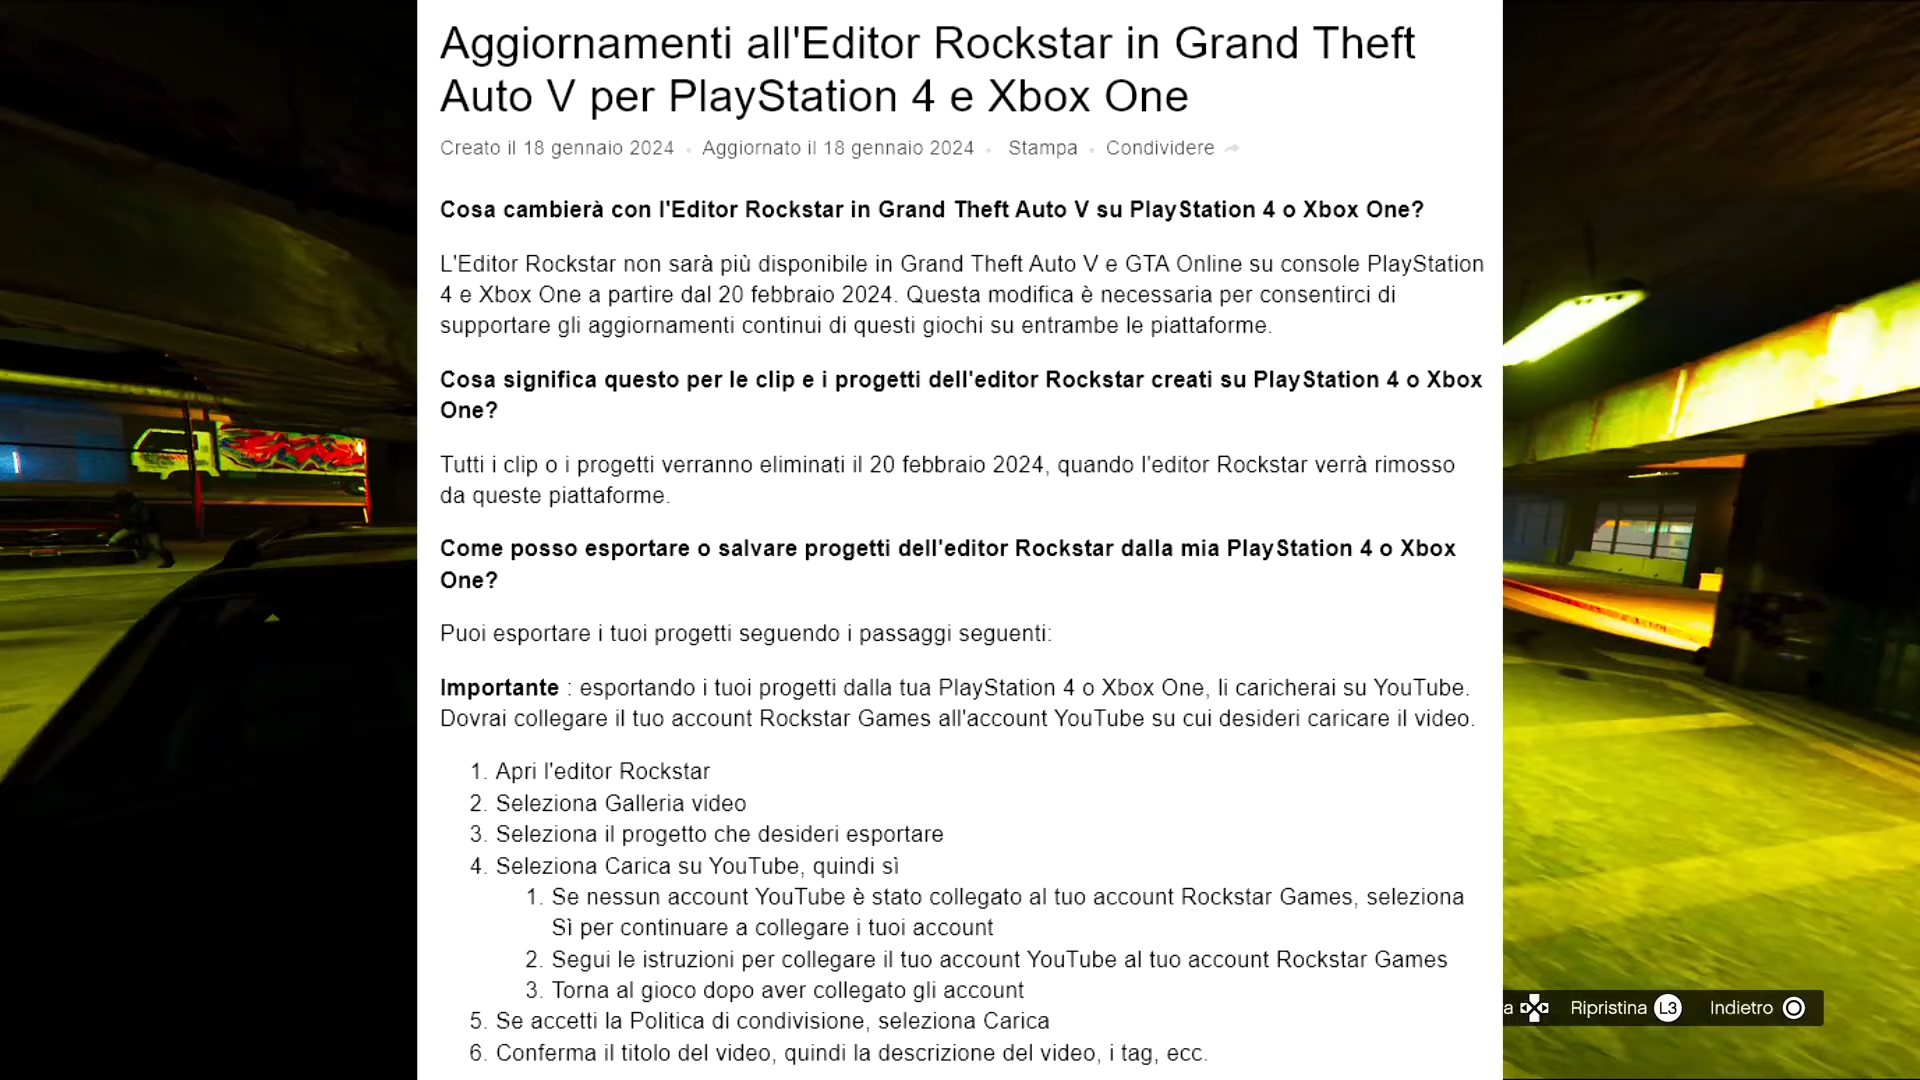 Aggiornamenti all'Editor Rockstar in Grand Theft
Auto V per PlayStation 4 e Xbox One
Creato il 18 gennaio 2024 • Aggiornato il 18 gennaio 2024 • Stampa • Condividere
Cosa cambierà con l'Editor Rockstar in Grand Theft Auto V su PlayStation 4 o Xbox One?
L'Editor Rockstar non sarà più disponibile in Grand Theft Auto V e GTA Online su console PlayStation
4 e Xbox One a partire dal 20 febbraio 2024. Questa modifica è necessaria per consentirci di
supportare gli aggiornamenti continui di questi giochi su entrambe le piattaforme.
Cosa significa questo per le clip e i progetti dell'editor Rockstar creati su PlayStation 4 o Xbox
One?
Tutti i clip o i progetti verranno eliminati il 20 febbraio 2024, quando l'editor Rockstar verrà rimosso
da queste piattaforme.
Come posso esportare o salvare progetti dell'editor Rockstar dalla mia PlayStation 4 o Xbox
One?
Puoi esportare i tuoi progetti seguendo i passaggi seguenti:
Importante : esportando i tuoi progetti dalla tua PlayStation 4 o Xbox One, li caricherai su YouTube.
Dovrai collegare il tuo account Rockstar Games all'account YouTube su cui desideri caricare il video.
1. Apri l'editor Rockstar
2. Seleziona Galleria video
3. Seleziona il progetto che desideri esportare
4. Seleziona Carica su YouTube, quindi sì
1. Se nessun account YouTube è stato collegato al tuo account Rockstar Games, seleziona
Sì per continuare a collegare i tuoi account
2. Segui le istruzioni per collegare il tuo account YouTube al tuo account Rockstar Games
3. Torna al gioco dopo aver collegato gli account
5. Se accetti la Politica di condivisione, seleziona Carica
6. Conferma il titolo del video, quindi la descrizione del video, i tag, ecc.
a Ripristina L3 Indietro